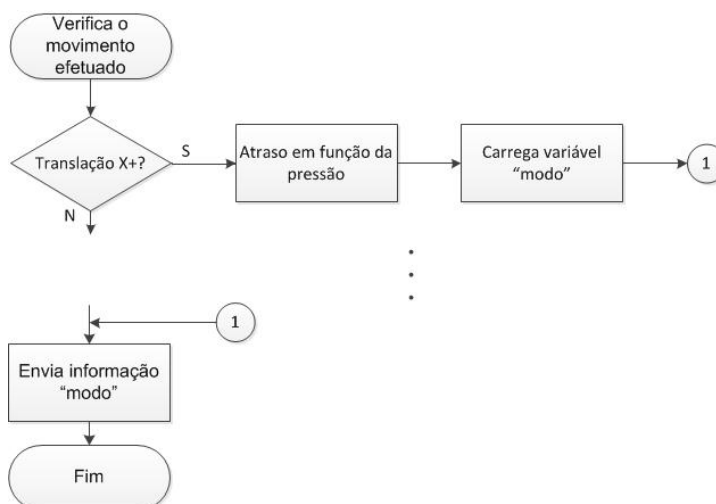 Verifica o
movimento
efetuado
Translação X+?
S
Atraso em função da
pressão
Carrega variável
“modo”
1
N
1
Envia informação
“modo”
Fim